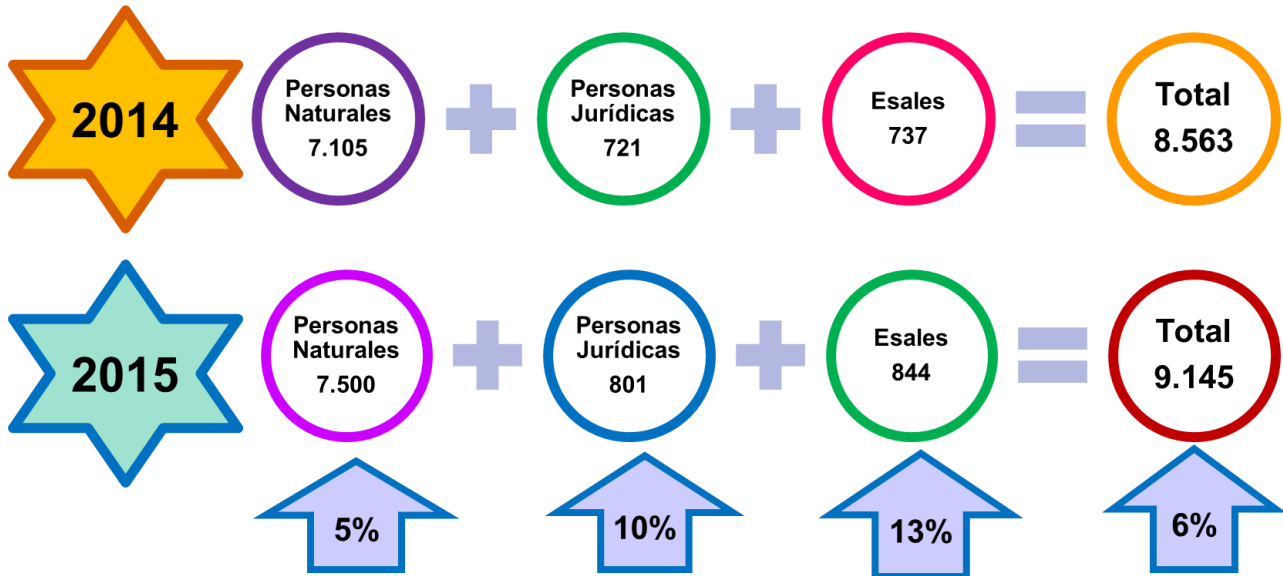 2014
Personas
Naturales
7.105
Personas
Jurídicas
721
Esales
737
Total
8.563
2015
Personas
Naturales
7.500
Personas
Jurídicas
801
Esales
844
Total
9.145
5%
10%
13%
6%